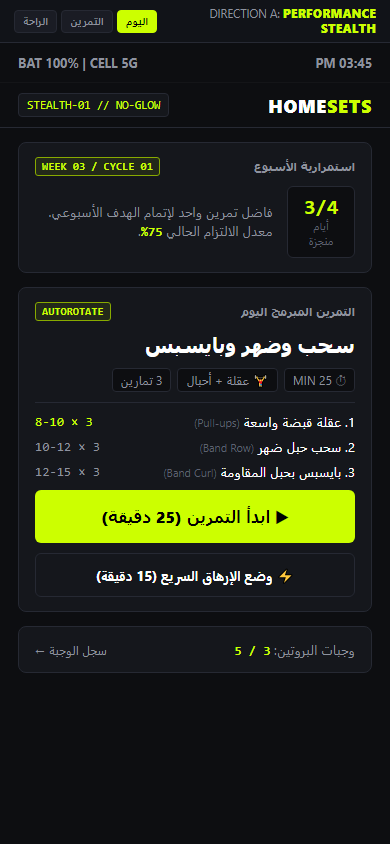 DIRECTION A: PERFORMANCE STEALTH
اليوم
التمرين
الراحة
PM 03:45
BAT 100% | CELL 5G
HOMESETS
STEALTH-01 // NO-GLOW
استمرارية الأسبوع
WEEK 03 / CYCLE 01
3/4
أيام
منجزة
فاضل تمرين واحد لإتمام الهدف الأسبوعي.
معدل الالتزام الحالي 75%.
التمرين المبرمج اليوم
AUTOROTATE
سحب وضهر وبايسبس
⏱ 25 MIN
🏋️ عقلة + أحبال
3 تمارين
1. عقلة قبضة واسعة (Pull-ups) 3 × 8-10
2. سحب حبل ضهر (Band Row) 3 × 10-12
3. بايسبس بحبل المقاومة (Band Curl) 3 × 12-15
▶ ابدأ التمرين (25 دقيقة)
⚡ وضع الإرهاق السريع (15 دقيقة)
وجبات البروتين: 3 / 5
سجل الوجبة ←